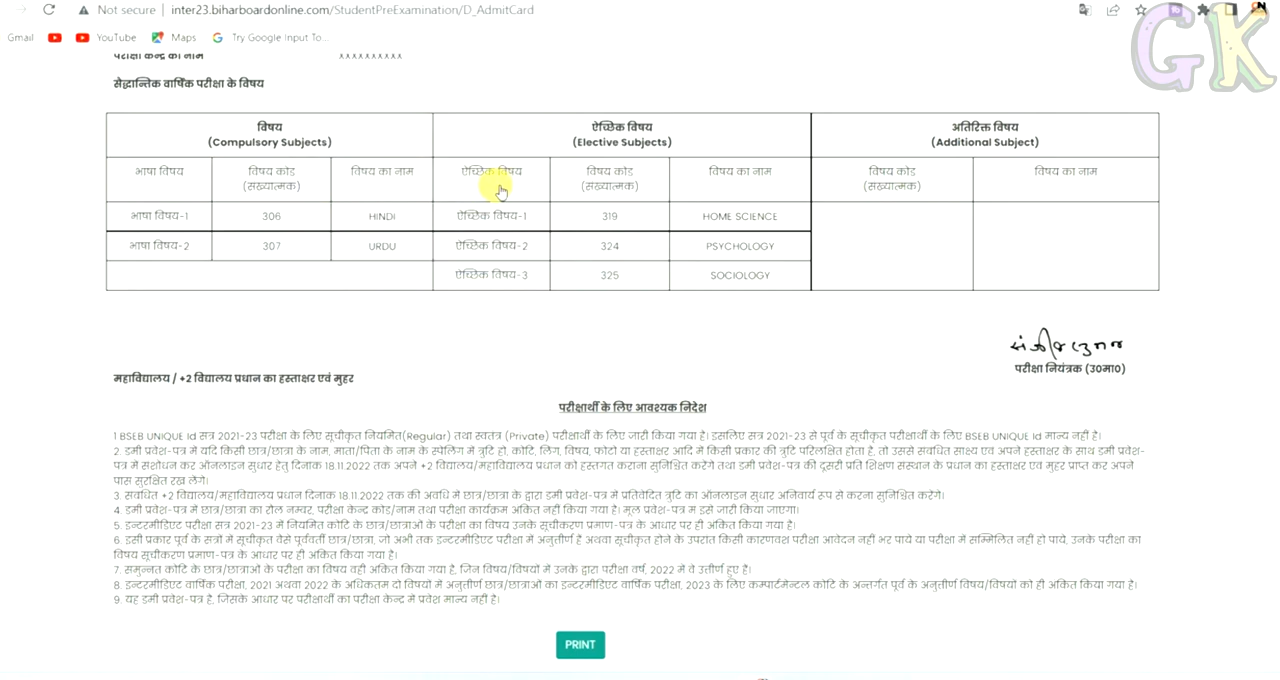 Not secure | inter23.biharboardonline.com/StudentPreExamination/D_AdmitCard
Gmail YouTube Maps Try Google Input To...
GK
परीक्षा केन्द्र का नाम XXXXXXXXXX
सैद्धान्तिक वार्षिक परीक्षा के विषय
विषय ऐच्छिक विषय अतिरिक्त विषय
(Compulsory Subjects) (Elective Subjects) (Additional Subject)
भाषा विषय विषय कोड विषय का नाम ऐच्छिक विषय विषय कोड विषय का नाम विषय कोड विषय का नाम
(संख्यात्मक) (संख्यात्मक) (संख्यात्मक)
भाषा विषय-1 306 HINDI ऐच्छिक विषय-1 319 HOME SCIENCE
भाषा विषय-2 307 URDU ऐच्छिक विषय-2 324 PSYCHOLOGY
ऐच्छिक विषय-3 325 SOCIOLOGY
परीक्षा नियंत्रक (उ०मा०)
महाविद्यालय / +2 विद्यालय प्रधान का हस्ताक्षर एवं मुहर
परीक्षार्थी के लिए आवश्यक निदेश
1 BSEB UNIQUE Id सत्र 2021-23 परीक्षा के लिए सूचीकृत नियमित(Regular) तथा स्वतंत्र (Private) परीक्षार्थी के लिए जारी किया गया है। इसलिए सत्र 2021-23 से पूर्व के सूचीकृत परीक्षार्थी के लिए BSEB UNIQUE Id मान्य नहीं है।
2. डमी प्रवेश-पत्र में यदि किसी छात्र/छात्रा के नाम, माता/पिता के नाम के स्पेलिंग में त्रुटि हो, कोटि, लिंग, विषय, फोटो या हस्ताक्षर आदि में किसी प्रकार की त्रुटि परिलक्षित होता है, तो उससे संबंधित साक्ष्य एवं अपने हस्ताक्षर के साथ डमी प्रवेश-
पत्र में संशोधन कर ऑनलाइन सुधार हेतु दिनांक 18.11.2022 तक अपने +2 विद्यालय/महाविद्यालय प्रधान को हस्तगत कराना सुनिश्चित करेंगे तथा डमी प्रवेश-पत्र की दूसरी प्रति शिक्षण संस्थान के प्रधान का हस्ताक्षर एवं मुहर प्राप्त कर अपने
पास सुरक्षित रख लेंगे।
3. संबंधित +2 विद्यालय/महाविद्यालय प्रधान दिनांक 18.11.2022 तक की अवधि में छात्र/छात्रा के द्वारा डमी प्रवेश-पत्र में प्रतिवेदित त्रुटि का ऑनलाइन सुधार अनिवार्य रूप से करना सुनिश्चित करेंगे।
4. डमी प्रवेश-पत्र में छात्र/छात्रा का रौल नम्बर, परीक्षा केन्द्र कोड/नाम तथा परीक्षा कार्यक्रम अंकित नहीं किया गया है। मूल प्रवेश-पत्र में इसे जारी किया जाएगा।
5. इन्टरमीडिएट परीक्षा सत्र 2021-23 में नियमित कोटि के छात्र/छात्राओं के परीक्षा का विषय उनके सूचीकरण प्रमाण-पत्र के आधार पर ही अंकित किया गया है।
6. इसी प्रकार पूर्व के सत्रों में सूचीकृत वैसे पूर्ववर्ती छात्र/छात्रा, जो अभी तक इन्टरमीडिएट परीक्षा में अनुतीर्ण हैं अथवा सूचीकृत होने के उपरांत किसी कारणवश परीक्षा आवेदन नहीं भर पाये या परीक्षा में सम्मिलित नहीं हो पाये, उनके परीक्षा का
विषय सूचीकरण प्रमाण-पत्र के आधार पर ही अंकित किया गया है।
7. समुन्नत कोटि के छात्र/छात्राओं के परीक्षा का विषय वही अंकित किया गया है, जिन विषय/विषयों में उनके द्वारा परीक्षा वर्ष, 2022 में वे उतीर्ण हुए हैं।
8. इन्टरमीडिएट वार्षिक परीक्षा, 2021 अथवा 2022 के अधिकतम दो विषयों में अनुतीर्ण छात्र/छात्राओं का इन्टरमीडिएट वार्षिक परीक्षा, 2023 के लिए कम्पार्टमेन्टल कोटि के अन्तर्गत पूर्व के अनुतीर्ण विषय/विषयों को ही अंकित किया गया है।
9. यह डमी प्रवेश-पत्र है, जिसके आधार पर परीक्षार्थी का परीक्षा केन्द्र में प्रवेश मान्य नहीं है।
PRINT